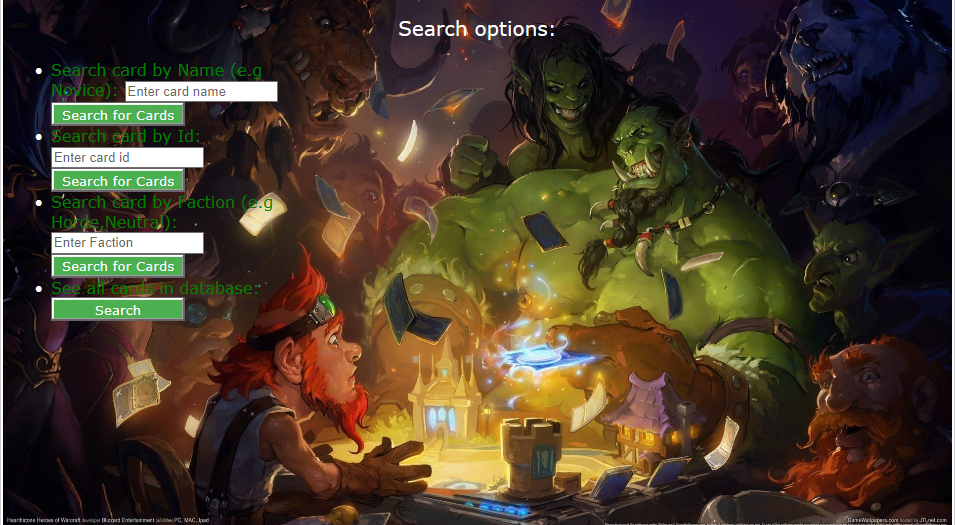 Search options:
Search card by Name (e.g
Novice): Enter card name
Search for Cards
Search card by Id:
Enter card id
Search for Cards
Search card by Faction (e.g
Horde,Neutral):
Enter Faction
Search for Cards
See all cards in database:
Search
Hearthstone Heroes of Warcraft developer Blizzard Entertainment publisher PC, MAC, Ipad
GameWallpapers.com hosted by JTLnet.com